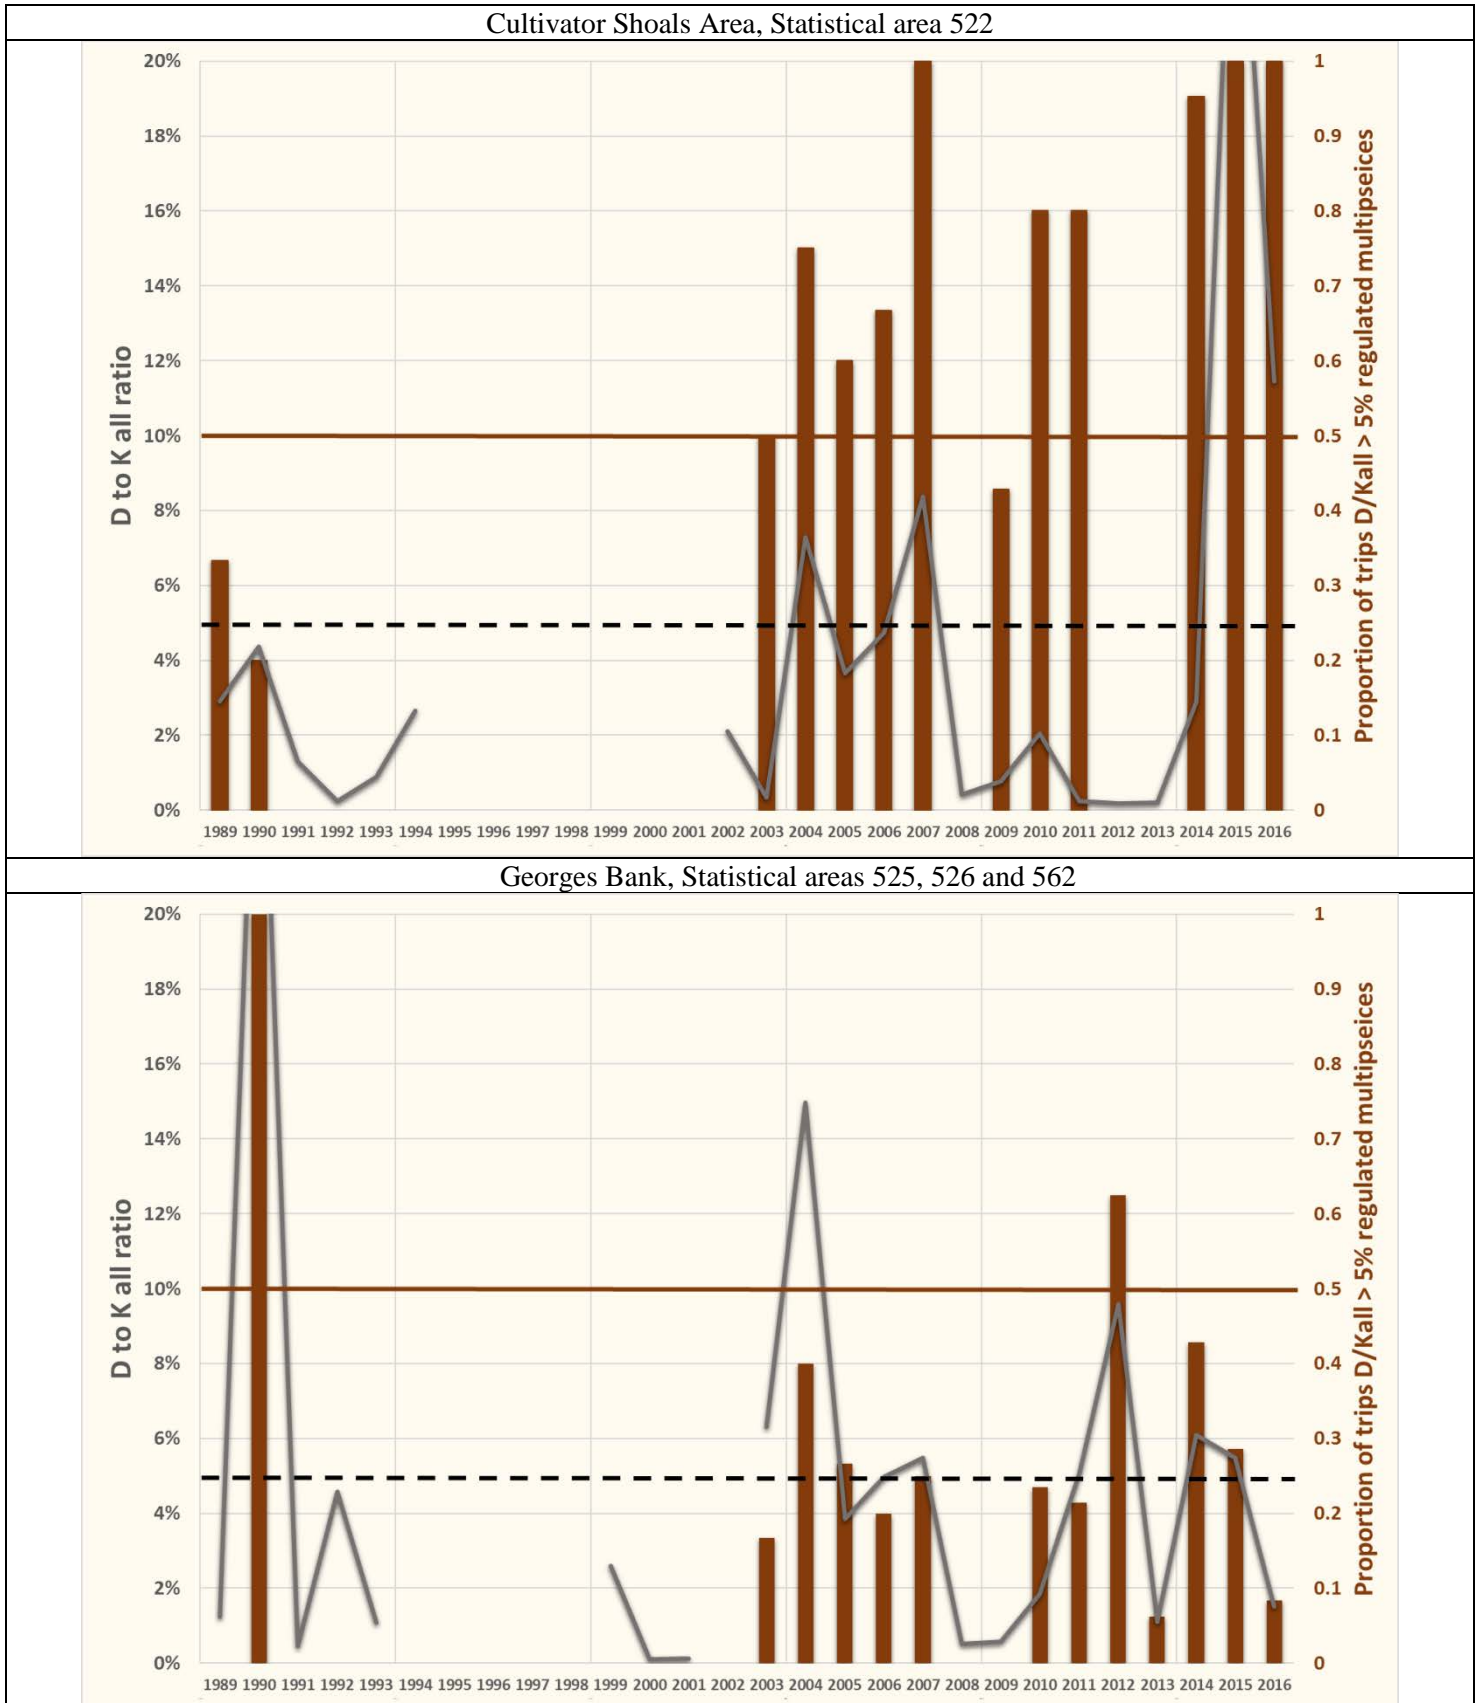 Cultivator Shoals Area, Statistical area 522
20% 1
18% 0.9
16% 0.8
14% 0.7
12% 0.6
10% 0.5
8% 0.4
6% 0.3
4% 0.2
2% 0.1
0% 0
D to K all ratio
Proportion of trips D/Kall > 5% regulated multipseices
1989 1990 1991 1992 1993 1994 1995 1996 1997 1998 1999 2000 2001 2002 2003 2004 2005 2006 2007 2008 2009 2010 2011 2012 2013 2014 2015 2016
Georges Bank, Statistical areas 525, 526 and 562
20% 1
18% 0.9
16% 0.8
14% 0.7
12% 0.6
10% 0.5
8% 0.4
6% 0.3
4% 0.2
2% 0.1
0% 0
D to K all ratio
Proportion of trips D/Kall > 5% regulated multipseices
1989 1990 1991 1992 1993 1994 1995 1996 1997 1998 1999 2000 2001 2002 2003 2004 2005 2006 2007 2008 2009 2010 2011 2012 2013 2014 2015 2016